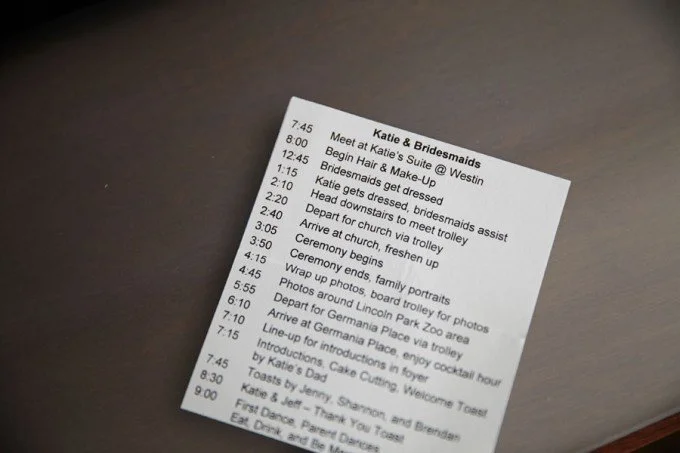 Katie & Bridesmaids
7:45 Meet at Katie's Suite @ Westin
8:00 Begin Hair & Make-Up
12:45 Bridesmaids get dressed
1:15 Katie gets dressed, bridesmaids assist
2:10 Head downstairs to meet trolley
2:20 Depart for church via trolley
2:40 Arrive at church, freshen up
3:05 Ceremony begins
3:50 Ceremony ends, family portraits
4:15 Wrap up photos, board trolley for photos
4:45 Photos around Lincoln Park Zoo area
5:55 Depart for Germania Place via trolley
6:10 Arrive at Germania Place, enjoy cocktail hour
7:10 Line-up for introductions in foyer
7:15 Introductions, Cake Cutting, Welcome Toast
by Katie's Dad
7:45 Toasts by Jenny, Shannon, and Brendan
8:30 Katie & Jeff – Thank You Toast
9:00 First Dance, Parent Dances
Eat, Drink, and Be